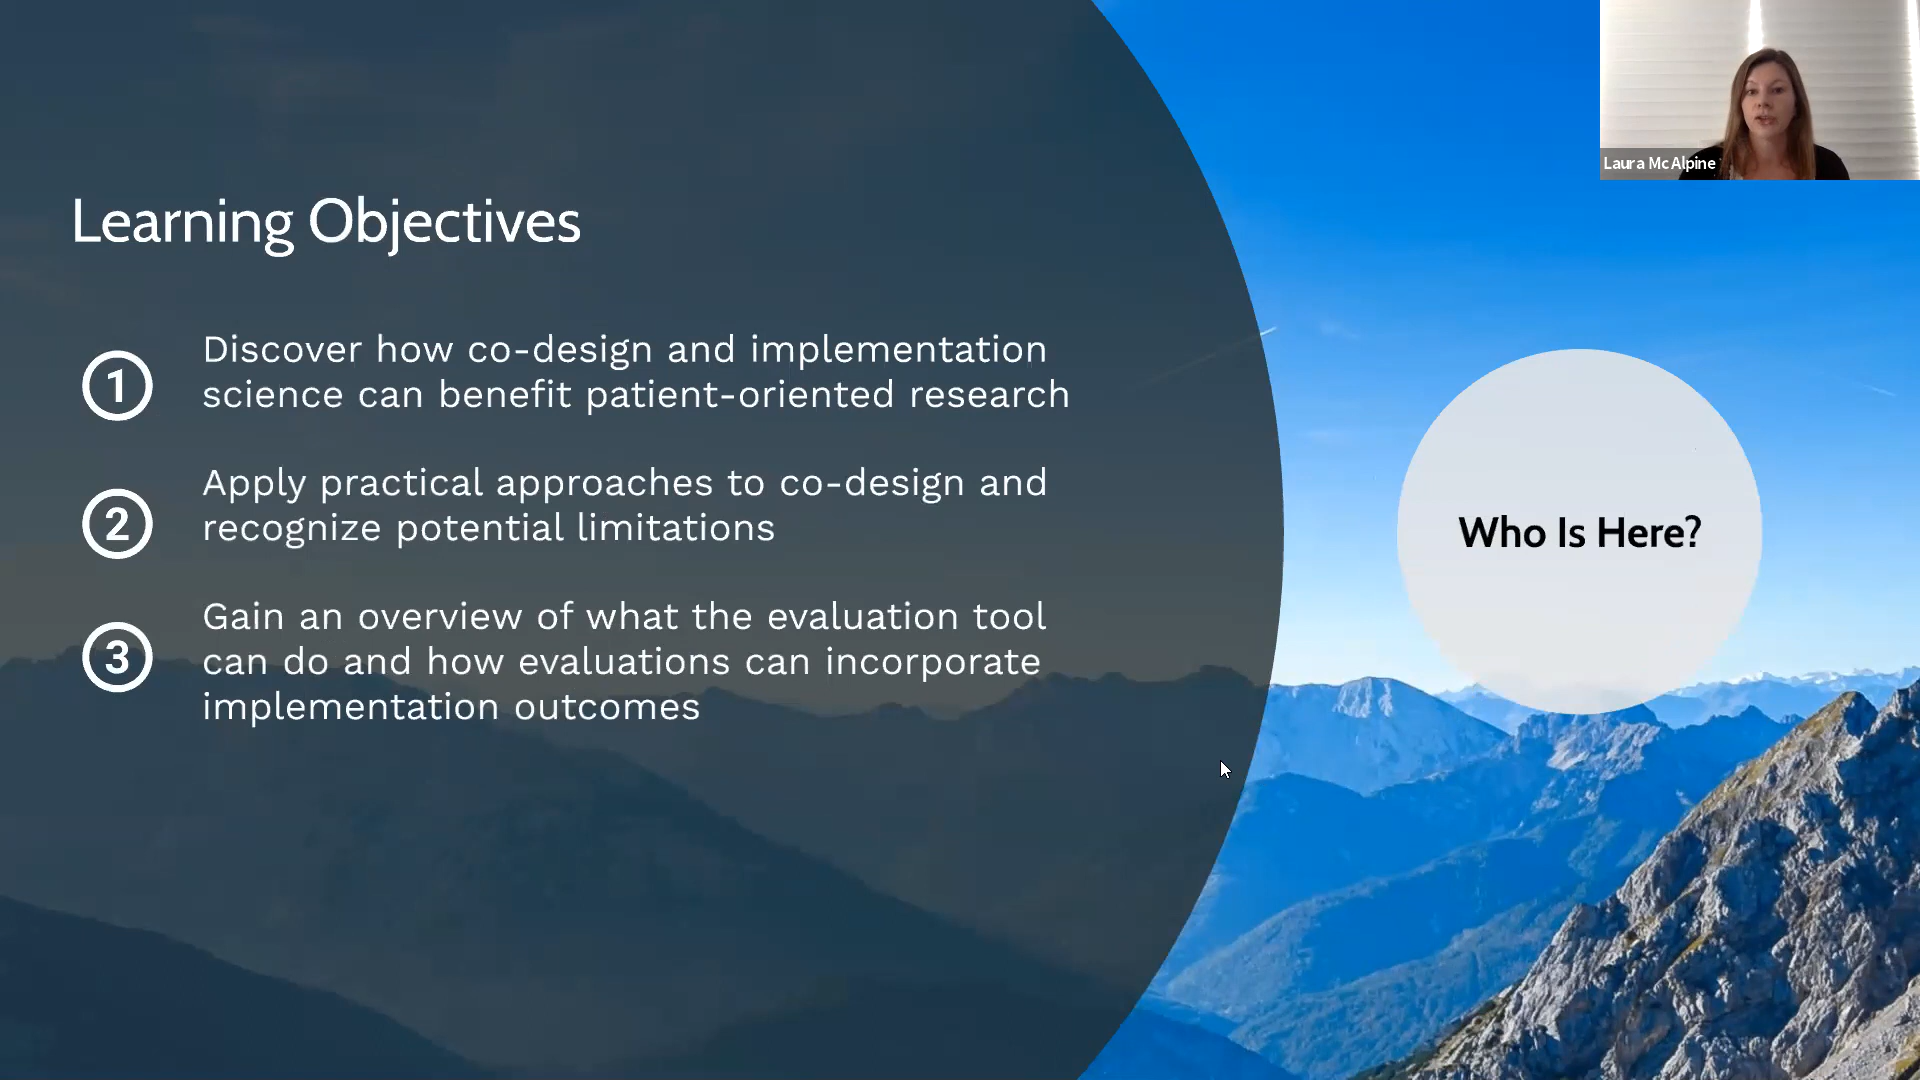 Learning Objectives
1
Discover how co-design and implementation
science can benefit patient-oriented research
2
Apply practical approaches to co-design and
recognize potential limitations
3
Gain an overview of what the evaluation tool
can do and how evaluations can incorporate
implementation outcomes
Who Is Here?
Laura Mc Alpine